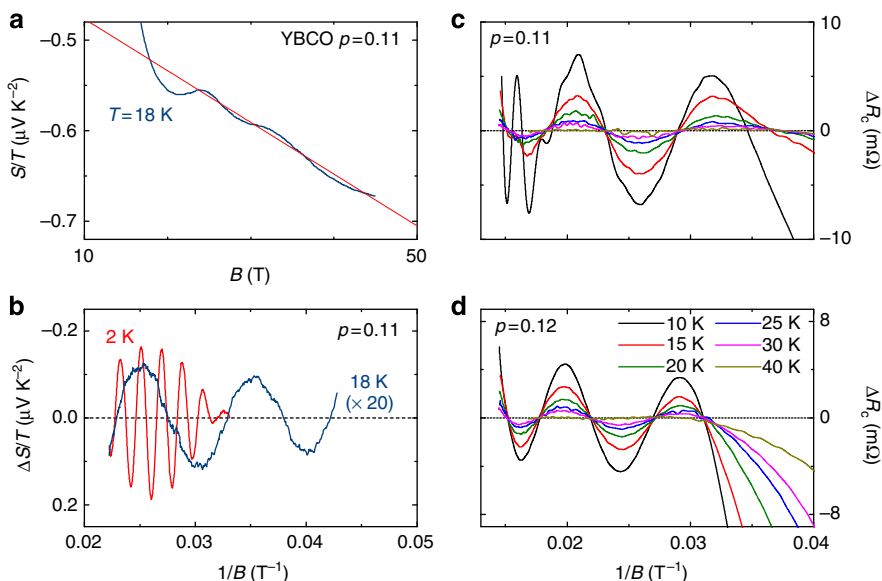 a
−0.5
−0.6
−0.7
S/T (μV K⁻²)
YBCO p=0.11
T=18 K
10
50
B (T)
b
−0.2
0.0
0.2
ΔS/T (μV K⁻²)
2 K
p=0.11
18 K
(×20)
0.02
0.03
0.04
0.05
1/B (T⁻¹)
c
p=0.11
10
0
−10
ΔRc (mΩ)
d
p=0.12
10 K
25 K
15 K
30 K
20 K
40 K
8
0
−8
ΔRc (mΩ)
0.02
0.03
0.04
1/B (T⁻¹)